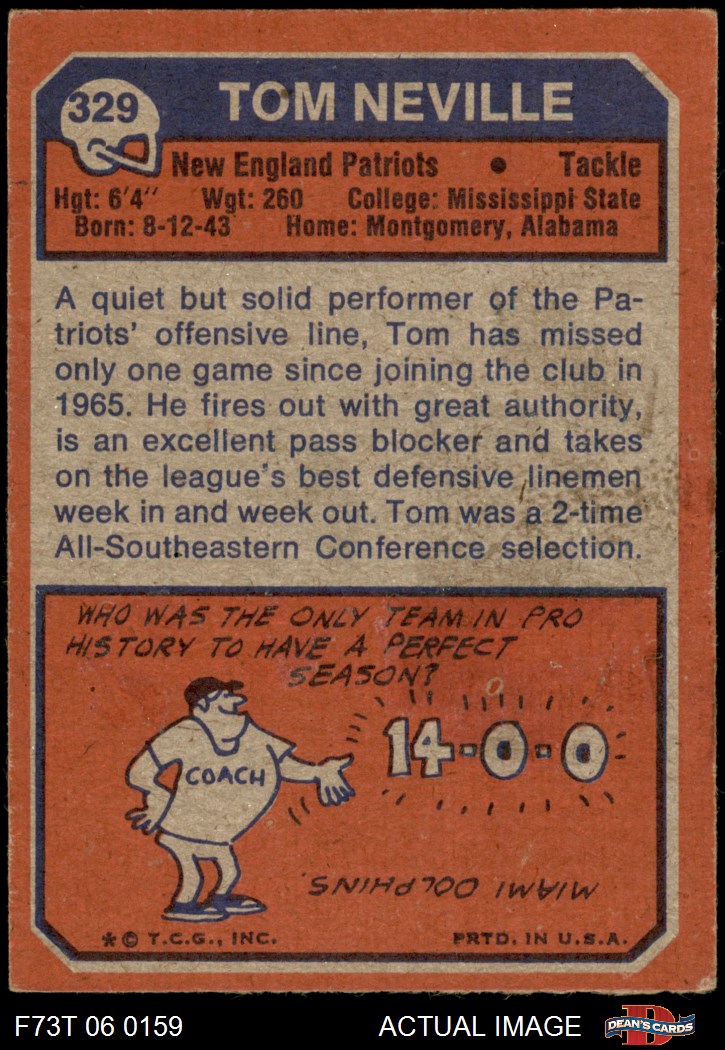 329
TOM NEVILLE
New England Patriots • Tackle
Hgt: 6'4" Wgt: 260 College: Mississippi State
Born: 8-12-43 Home: Montgomery, Alabama
A quiet but solid performer of the Pa-
triots' offensive line, Tom has missed
only one game since joining the club in
1965. He fires out with great authority,
is an excellent pass blocker and takes
on the league's best defensive linemen
week in and week out. Tom was a 2-time
All-Southeastern Conference selection.
WHO WAS THE ONLY TEAM IN PRO
HISTORY TO HAVE A PERFECT
SEASON?
14-0-0
COACH
MIAMI DOLPHINS.
* © T.C.G., INC. PRTD. IN U.S.A.
F73T 06 0159 ACTUAL IMAGE
D
DEAN'S CARDS